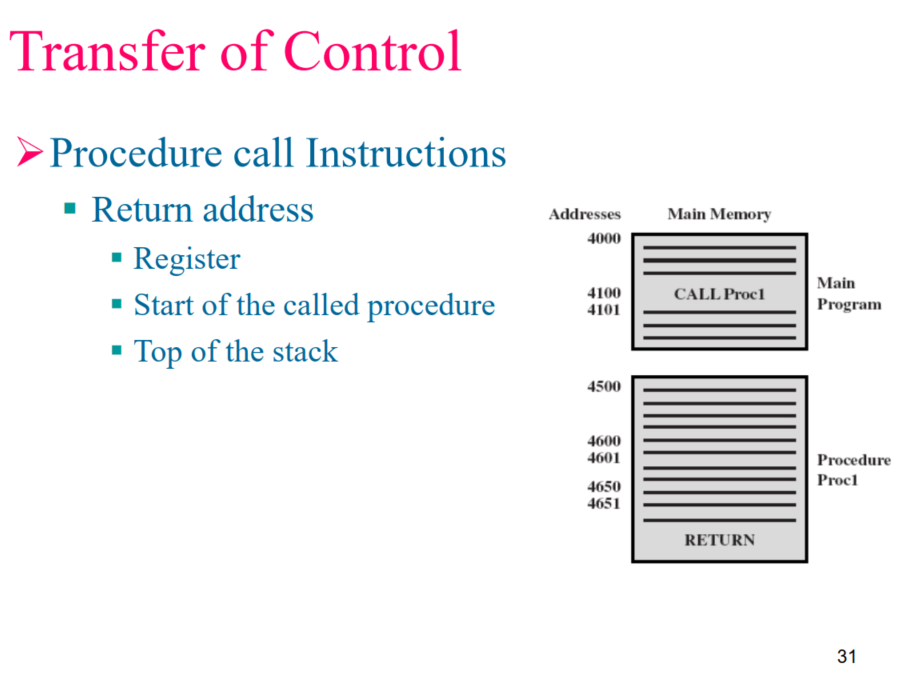 Transfer of Control
Procedure call Instructions
Return address
Register
Start of the called procedure
Top of the stack
Addresses Main Memory
4000
4100 CALL Proc1
4101
Main
Program
4500
4600
4601
4650
4651
Procedure
Proc1
RETURN
31